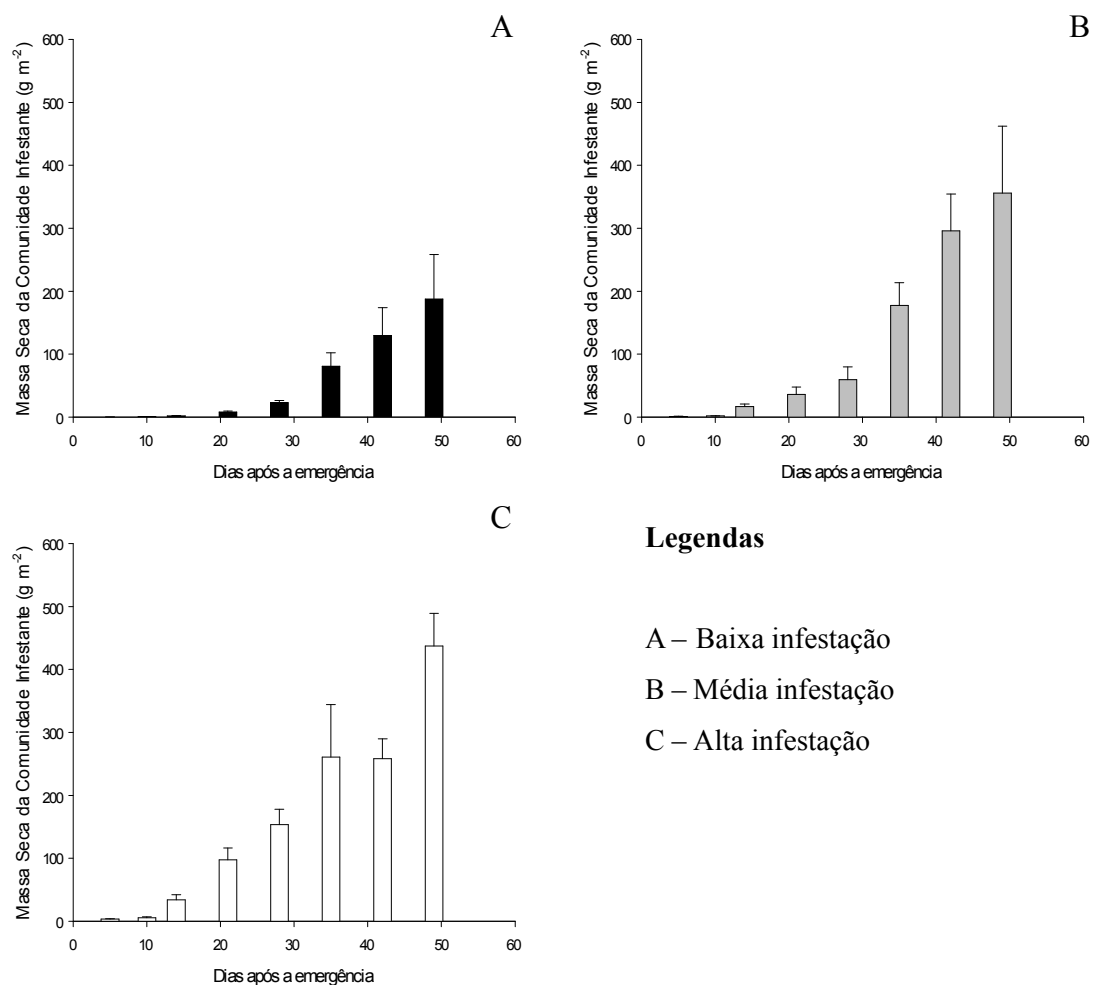 A
600
500
400
300
200
100
0
Massa Seca da Comunidade Infestante (g m-2)
0 10 20 30 40 50 60
Dias após a emergência
B
600
500
400
300
200
100
0
Massa Seca da Comunidade Infestante (g m-2)
0 10 20 30 40 50 60
Dias após a emergência
C
600
500
400
300
200
100
0
Massa Seca da Comunidade Infestante (g m-2)
0 10 20 30 40 50 60
Dias após a emergência
Legendas
A – Baixa infestação
B – Média infestação
C – Alta infestação